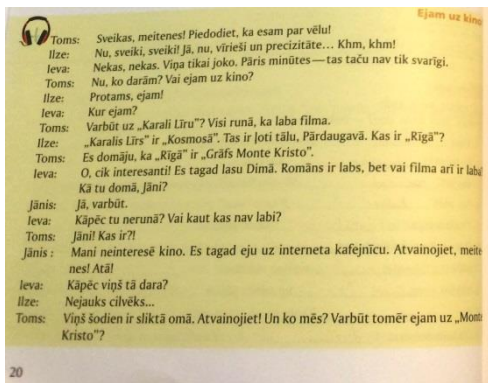 Ejam uz kino
Toms: Sveikas, meitenes! Piedodiet, ka esam par vēlu!
Ilze: Nu, sveiki, sveiki! Jā, nu, vīrieši un precizitāte… Khm, khm!
Ieva: Nekas, nekas. Viņa tikai joko. Pāris minūtes—tas taču nav tik svarīgi.
Toms: Nu, ko darām? Vai ejam uz kino?
Ilze: Protams, ejam!
Ieva: Kur ejam?
Toms: Varbūt uz „Karali Līru"? Visi runā, ka laba filma.
Ilze: „Karalis Līrs" ir „Kosmosā". Tas ir ļoti tālu, Pārdaugavā. Kas ir „Rīgā"?
Toms: Es domāju, ka „Rīgā" ir „Grāfs Monte Kristo".
Ieva: O, cik interesanti! Es tagad lasu Dimā. Romāns ir labs, bet vai filma arī ir laba?
Kā tu domā, Jāni?
Jānis: Jā, varbūt.
Ieva: Kāpēc tu nerunā? Vai kaut kas nav labi?
Toms: Jāni! Kas ir?!
Jānis : Mani neinteresē kino. Es tagad eju uz interneta kafejnīcu. Atvainojiet, meite
nes! Atā!
Ieva: Kāpēc viņš tā dara?
Ilze: Nejauks cilvēks...
Toms: Viņš šodien ir sliktā omā. Atvainojiet! Un ko mēs? Varbūt tomēr ejam uz „Monte
Kristo"?
20